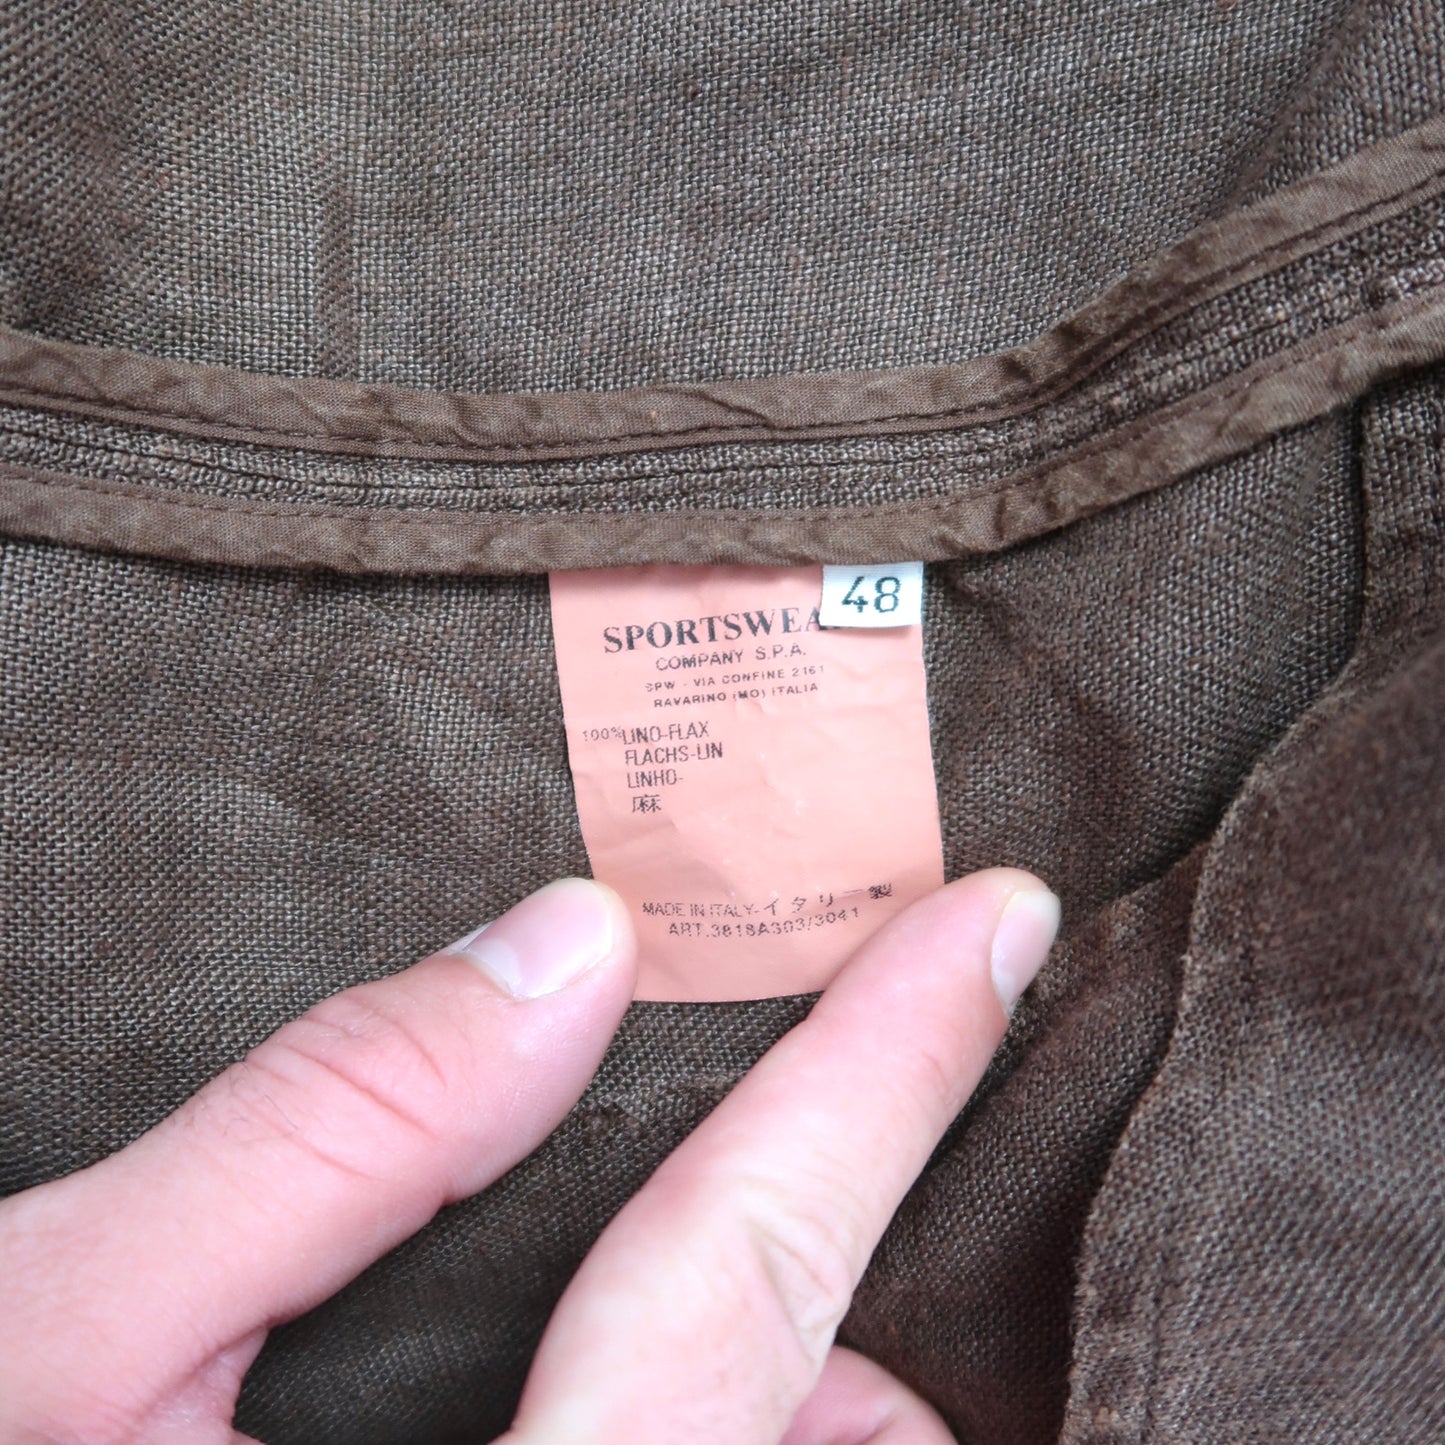 48
SPORTSWEA
COMPANY S.P.A.
SPW - VIA CONFINE 2161
RAVARINO (MO) ITALIA
100% LINO-FLAX
FLACHS-LIN
LINHO-
麻
MADE IN ITALY-イタリー製
ART.3818A303/3041